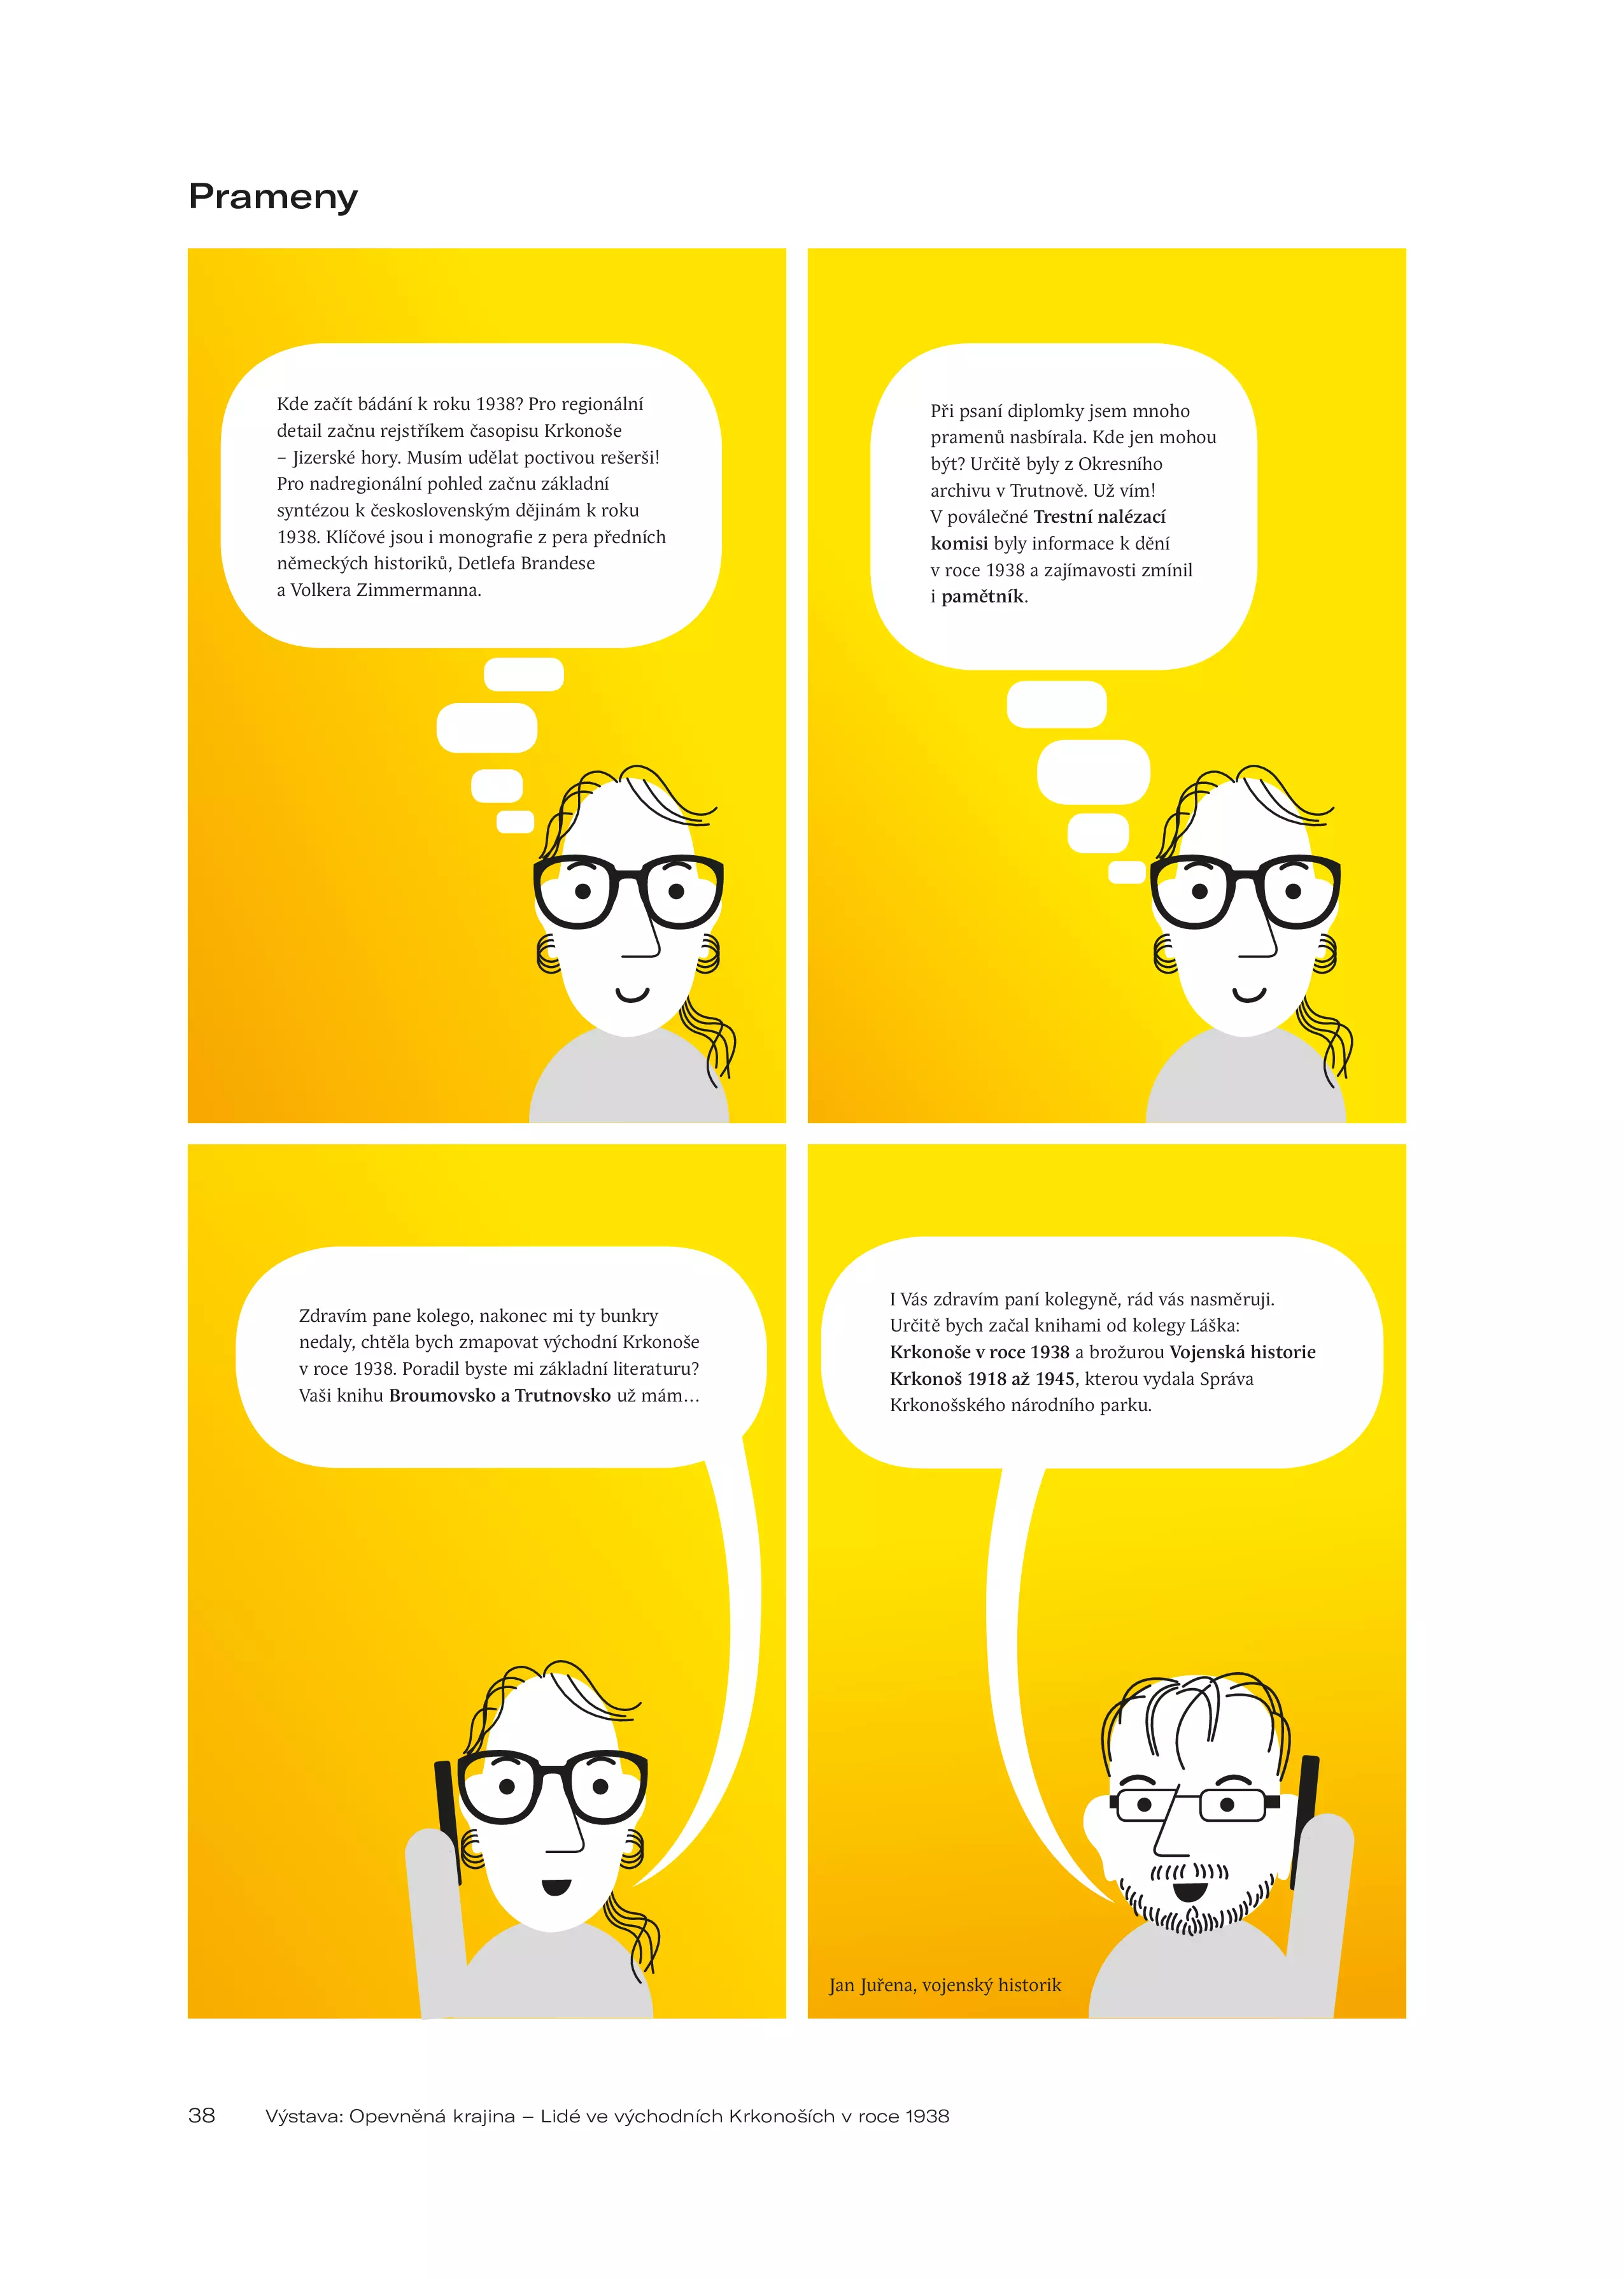 Prameny
Kde začít bádání k roku 1938? Pro regionální
detail začnu rejstříkem časopisu Krkonoše
– Jizerské hory. Musím udělat poctivou rešerši!
Pro nadregionální pohled začnu základní
syntézou k československým dějinám k roku
1938. Klíčové jsou i monografie z pera předních
německých historiků, Detlefa Brandese
a Volkera Zimmermanna.
Při psaní diplomky jsem mnoho
pramenů nasbírala. Kde jen mohou
být? Určitě byly z Okresního
archivu v Trutnově. Už vím!
V poválečné Trestní nalézací
komisi byly informace k dění
v roce 1938 a zajímavosti zmínil
i pamětník.
Zdravím pane kolego, nakonec mi ty bunkry
nedaly, chtěla bych zmapovat východní Krkonoše
v roce 1938. Poradil byste mi základní literaturu?
Vaši knihu Broumovsko a Trutnovsko už mám…
I Vás zdravím paní kolegyně, rád vás nasměruji.
Určitě bych začal knihami od kolegy Láška:
Krkonoše v roce 1938 a brožurou Vojenská historie
Krkonoš 1918 až 1945, kterou vydala Správa
Krkonošského národního parku.
Jan Juřena, vojenský historik
38 Výstava: Opevněná krajina – Lidé ve východních Krkonoších v roce 1938